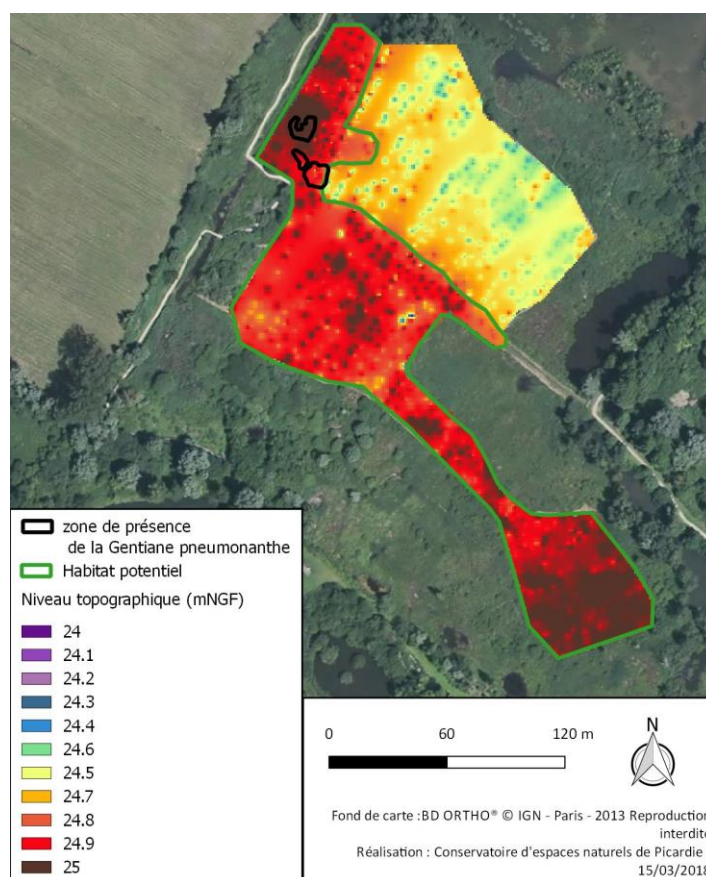 zone de présence
de la Gentiane pneumonanthe
Habitat potentiel
Niveau topographique (mNGF)
24
24.1
24.2
24.3
24.4
24.6
24.5
24.7
24.8
24.9
25
0 60 120 m
N
Fond de carte :BD ORTHO® © IGN - Paris - 2013 Reproduction
interdite
Réalisation : Conservatoire d'espaces naturels de Picardie
15/03/2018